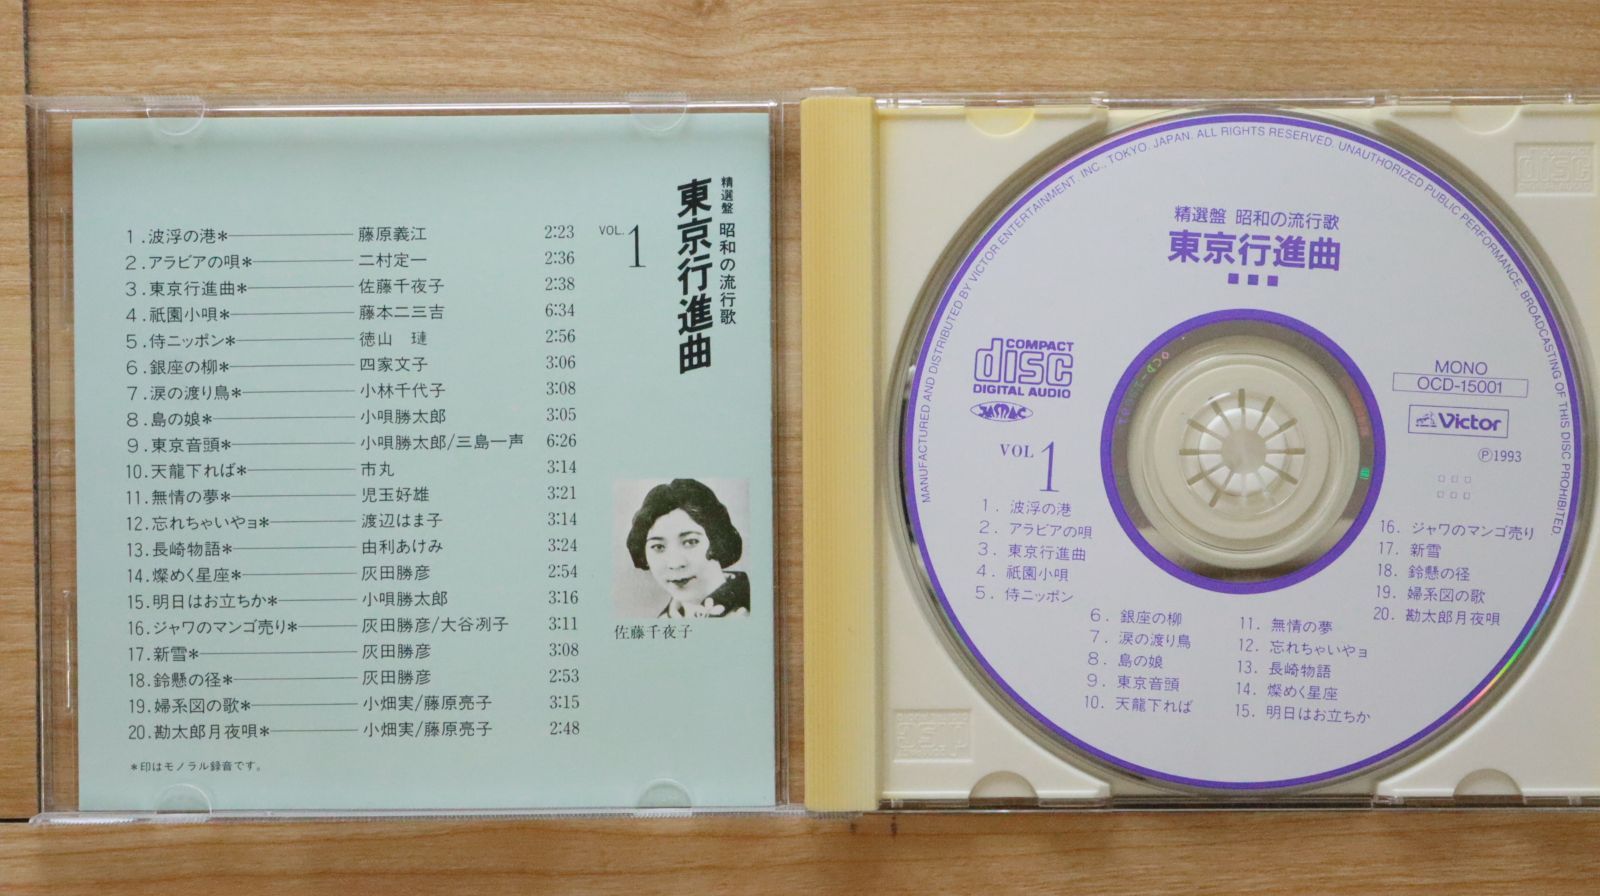 精選盤 昭和の流行歌
東京行進曲
VOL. 1
1.波浮の港* 藤原義江 2:23
2.アラビアの唄* 二村定一 2:36
3.東京行進曲* 佐藤千夜子 2:38
4.祇園小唄* 藤本二三吉 6:34
5.侍ニッポン* 徳山 璉 2:56
6.銀座の柳* 四家文子 3:06
7.涙の渡り鳥* 小林千代子 3:08
8.島の娘* 小唄勝太郎 3:05
9.東京音頭* 小唄勝太郎/三島一声 6:26
10.天龍下れば* 市丸 3:14
11.無情の夢* 児玉好雄 3:21
12.忘れちゃいやョ* 渡辺はま子 3:14
13.長崎物語* 由利あけみ 3:24
14.燦めく星座* 灰田勝彦 2:54
15.明日はお立ちか* 小唄勝太郎 3:16
16.ジャワのマンゴ売り* 灰田勝彦/大谷冽子 3:11
17.新雪* 灰田勝彦 3:08
18.鈴懸の径* 灰田勝彦 2:53
19.婦系図の歌* 小畑実/藤原亮子 3:15
20.勘太郎月夜唄* 小畑実/藤原亮子 2:48
*印はモノラル録音です。
佐藤千夜子
MANUFACTURED AND DISTRIBUTED BY VICTOR ENTERTAINMENT, INC., TOKYO, JAPAN. ALL RIGHTS RESERVED. UNAUTHORIZED PUBLIC PERFORMANCE, BROADCASTING OF THIS DISC PROHIBITED.
精選盤 昭和の流行歌
東京行進曲
COMPACT
disc
DIGITAL AUDIO
JASRAC
MONO
OCD-15001
Victor
Ⓟ1993
VOL 1
1. 波浮の港
2. アラビアの唄
3. 東京行進曲
4. 祇園小唄
5. 侍ニッポン
6. 銀座の柳
7. 涙の渡り鳥
8. 島の娘
9. 東京音頭
10. 天龍下れば
11. 無情の夢
12. 忘れちゃいやョ
13. 長崎物語
14. 燦めく星座
15. 明日はお立ちか
16. ジャワのマンゴ売り
17. 新雪
18. 鈴懸の径
19. 婦系図の歌
20. 勘太郎月夜唄
disc
disc